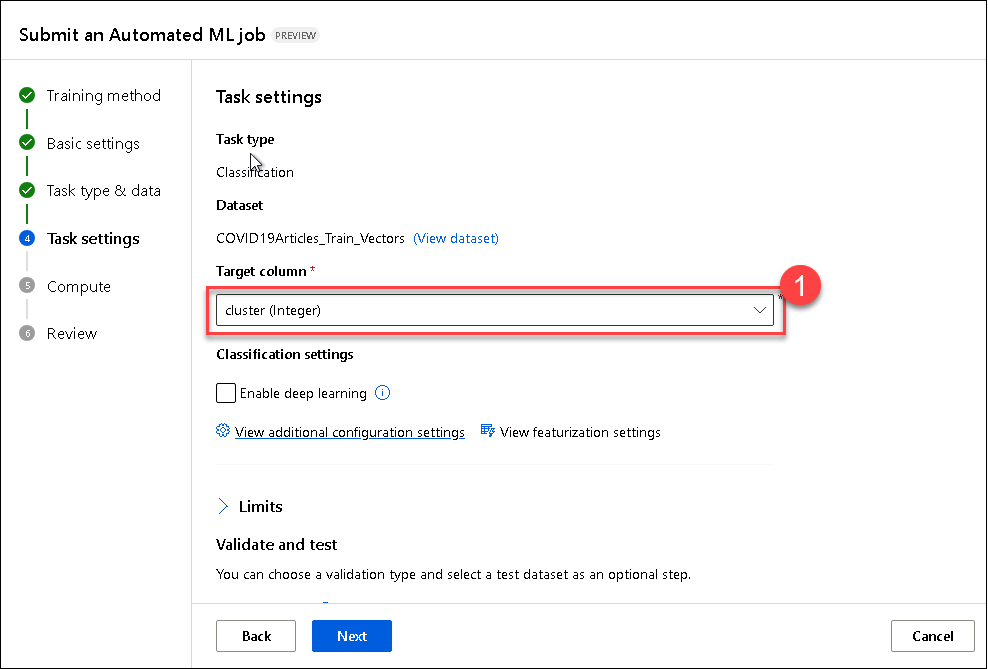 Submit an Automated ML job PREVIEW
Training method
Basic settings
Task type & data
4 Task settings
5 Compute
6 Review
Task settings
Task type
Classification
Dataset
COVID19Articles_Train_Vectors (View dataset)
Target column *
cluster (Integer) *
1
Classification settings
Enable deep learning
View additional configuration settings View featurization settings
Limits
Validate and test
You can choose a validation type and select a test dataset as an optional step.
Back Next Cancel